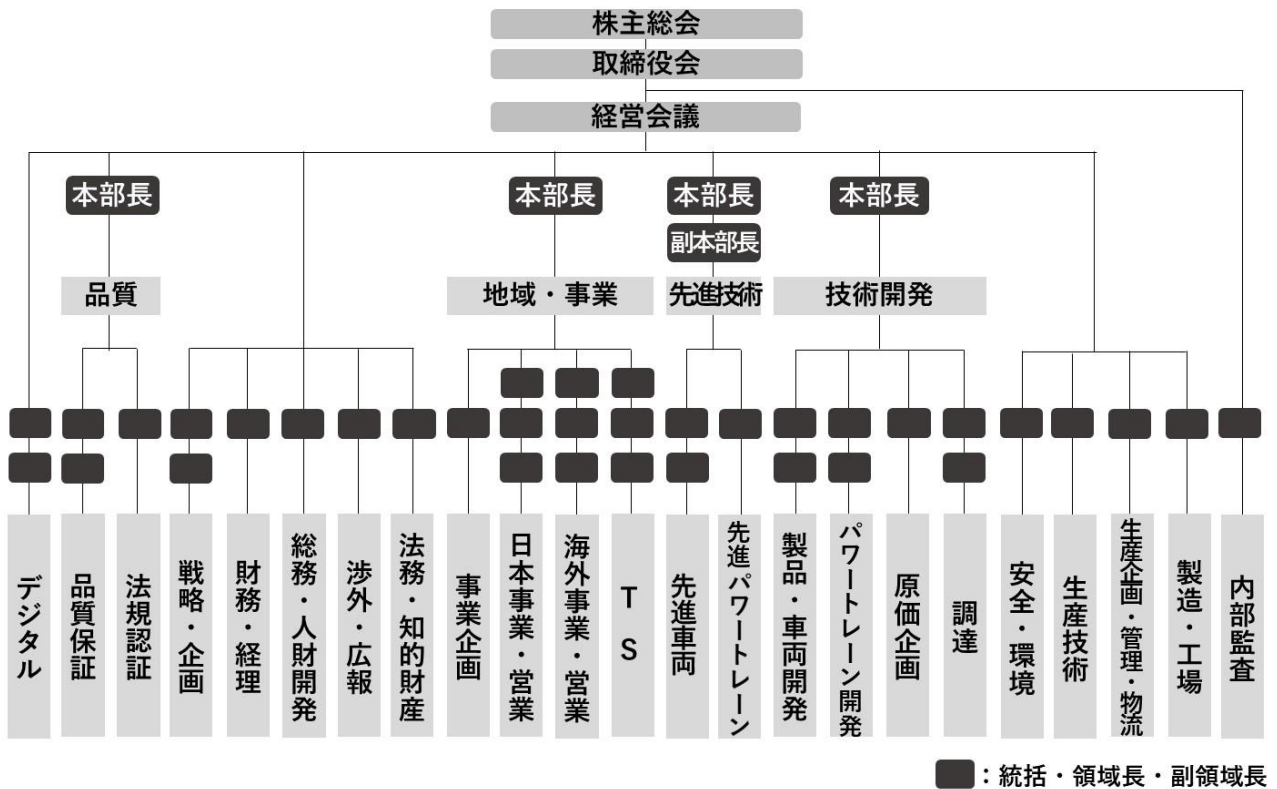 株主総会
取締役会
経営会議
本部長
本部長
本部長
本部長
副本部長
品質
地域・事業
先進技術
技術開発
デジタル
品質保証
法規認証
戦略・企画
財務・経理
総務・人財開発
渉外・広報
法務・知的財産
事業企画
日本事業・営業
海外事業・営業
TS
先進車両
先進パワートレーン
製品・車両開発
パワートレーン開発
原価企画
調達
安全・環境
生産技術
生産企画・管理・物流
製造・工場
内部監査
：統括・領域長・副領域長